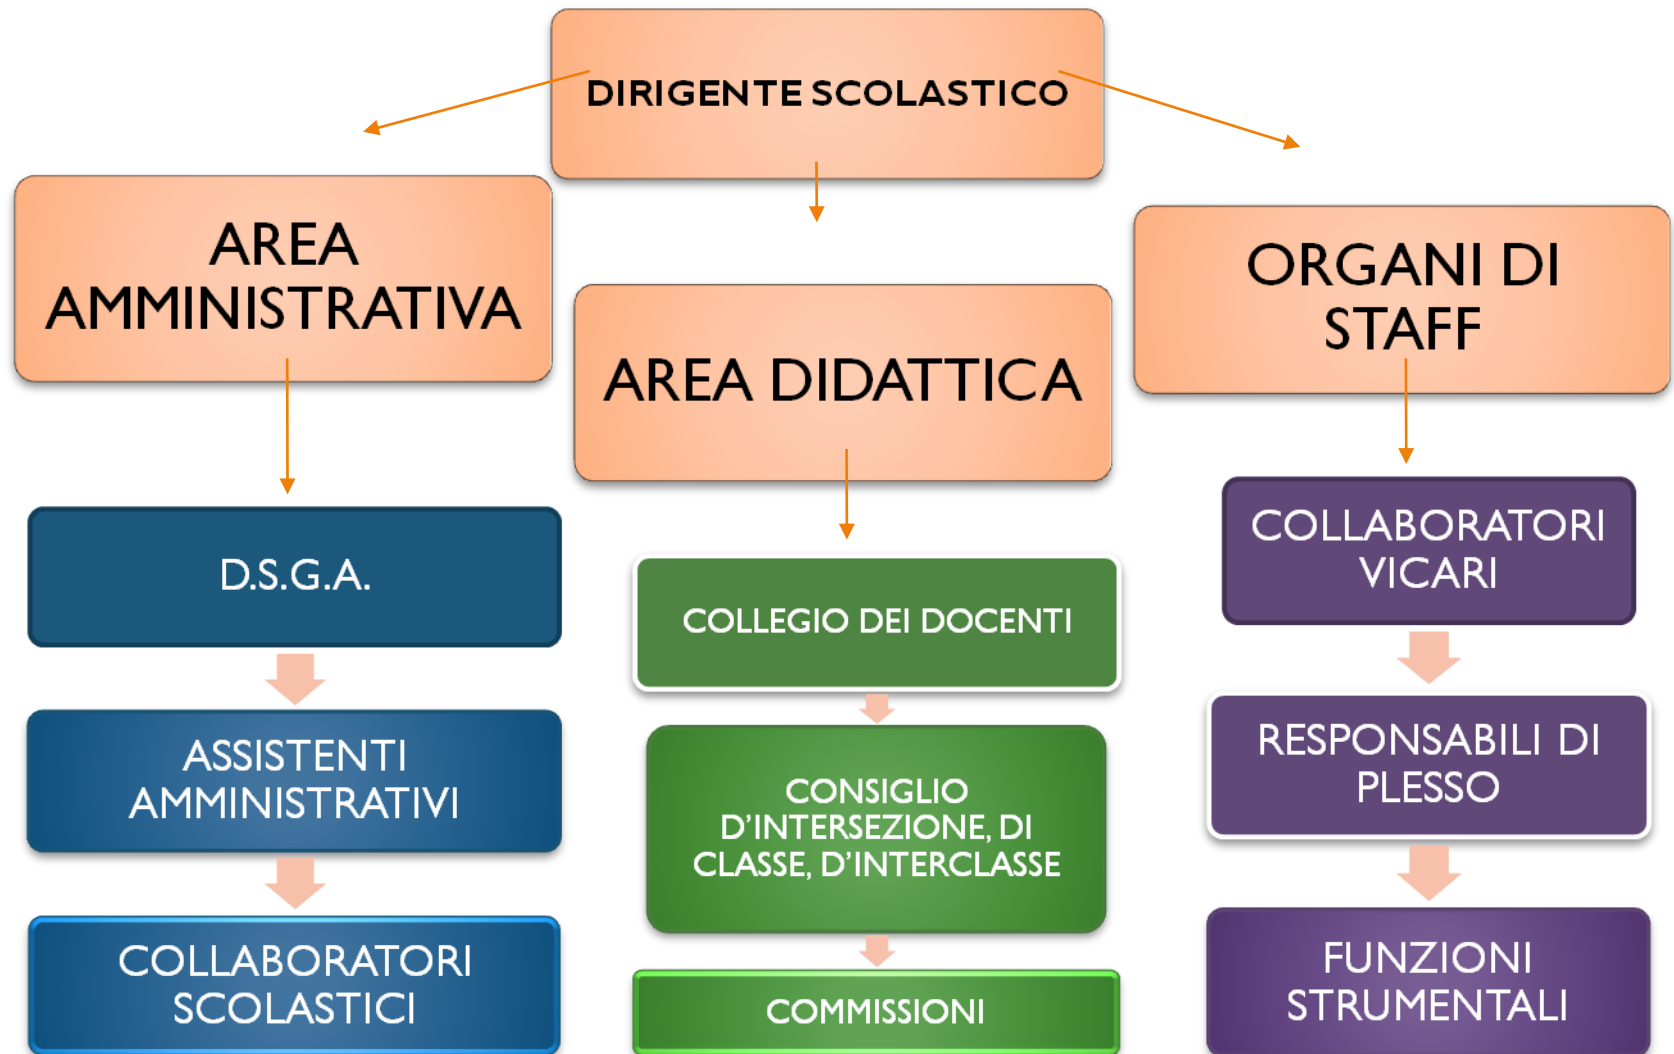 DIRIGENTE SCOLASTICO
AREA
AMMINISTRATIVA
AREA DIDATTICA
ORGANI DI
STAFF
D.S.G.A.
ASSISTENTI
AMMINISTRATIVI
COLLABORATORI
SCOLASTICI
COLLEGIO DEI DOCENTI
CONSIGLIO
D’INTERSEZIONE, DI
CLASSE, D’INTERCLASSE
COMMISSIONI
COLLABORATORI
VICARI
RESPONSABILI DI
PLESSO
FUNZIONI
STRUMENTALI